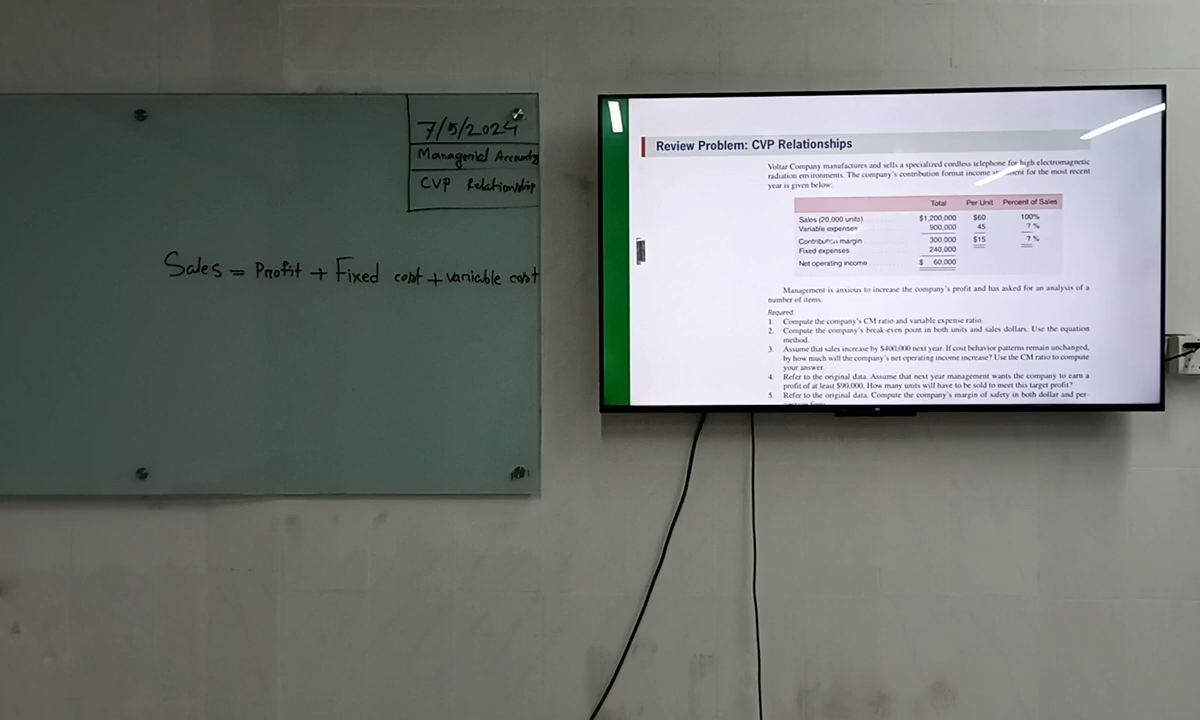 7/5/2024
Managerial Accounting
CVP Relationship
Sales = Profit + Fixed cost + variable cost
Review Problem: CVP Relationships
Voltar Company manufactures and sells a specialized cordless telephone for high electromagnetic
radiation environments. The company's contribution format income for the most recent
year is given below:
Total Per Unit Percent of Sales
Sales (20,000 units) $1,200,000 $60 100%
Variable expenses 900,000 45 ? %
Contribution margin 300,000 $15 ? %
Fixed expenses 240,000
Net operating income $ 60,000
Management is anxious to increase the company's profit and has asked for an analysis of a
number of items.
Required
1. Compute the company's CM ratio and variable expense ratio.
2. Compute the company's break-even point in both units and sales dollars. Use the equation
method.
3. Assume that sales increase by $400,000 next year. If cost behavior patterns remain unchanged,
by how much will the company's net operating income increase? Use the CM ratio to compute
your answer.
4. Refer to the original data. Assume that next year management wants the company to earn a
profit of at least $90,000. How many units will have to be sold to meet this target profit?
5. Refer to the original data. Compute the company's margin of safety in both dollar and per-